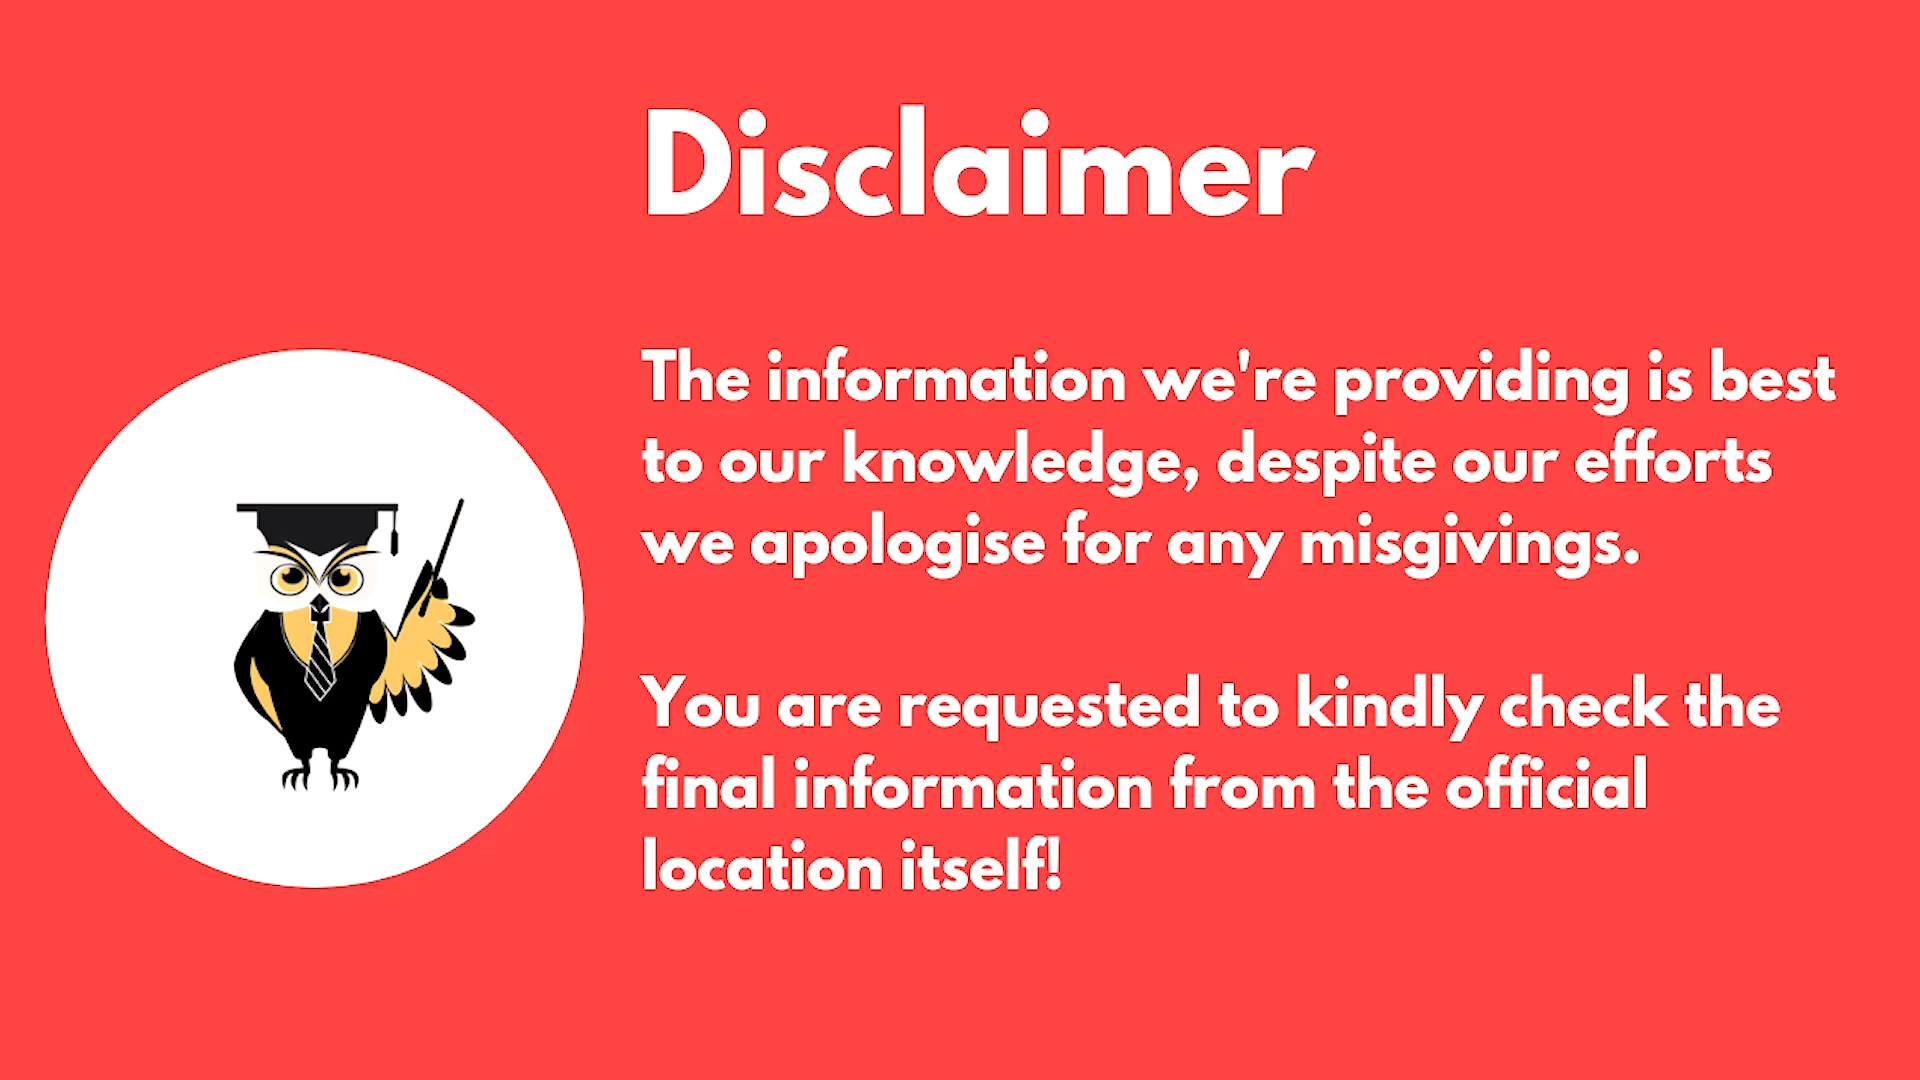 Disclaimer
The information we're providing is best
to our knowledge, despite our efforts
we apologise for any misgivings.
You are requested to kindly check the
final information from the official
location itself!